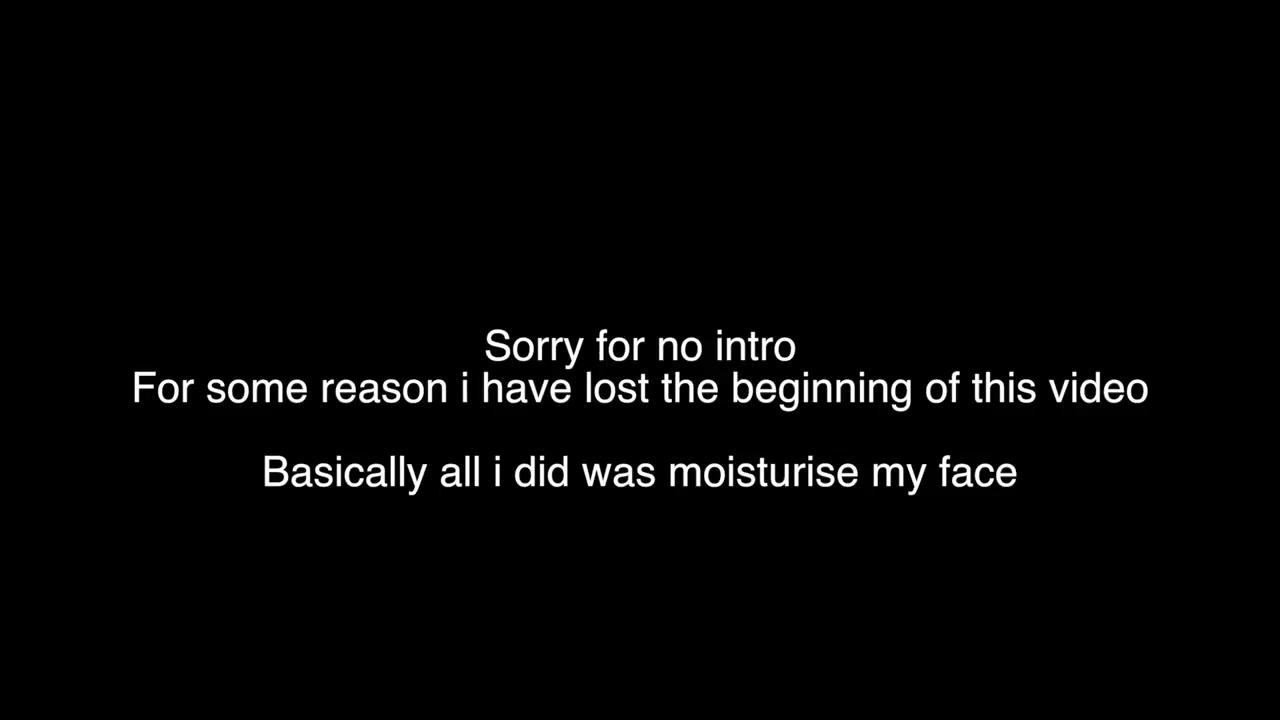 Sorry for no intro
For some reason i have lost the beginning of this video
Basically all i did was moisturise my face